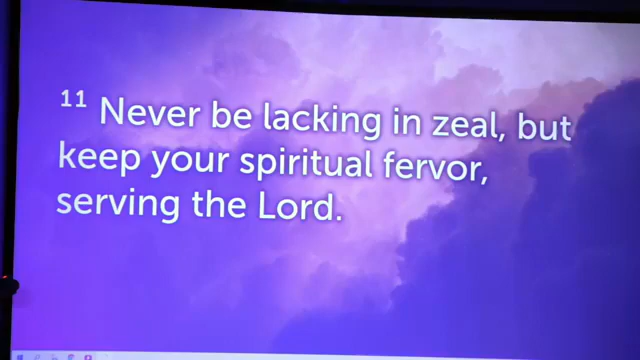 11 Never be lacking in zeal, but
keep your spiritual fervor,
serving the Lord.